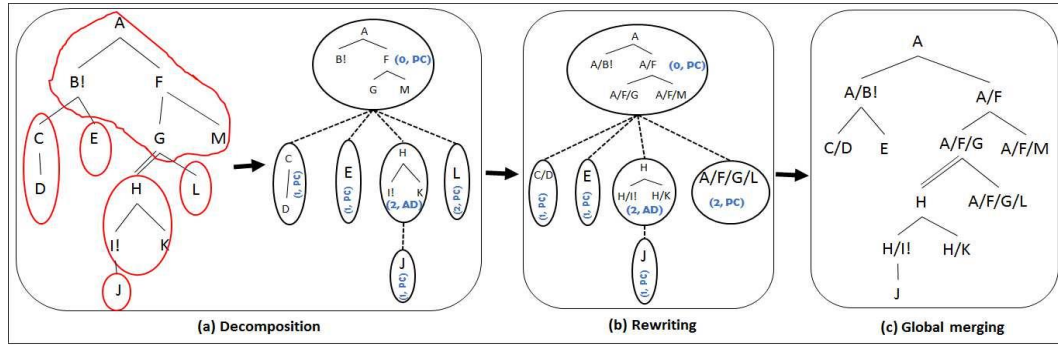 A
B! F
C E G M
D H L
I! K
J
A
B! F (0, PC)
G M
C D (1, PC)
E (1, PC)
H
I! K
(2, AD)
L (2, PC)
J (1, PC)
(a) Decomposition
A
A/B! A/F (0, PC)
A/F/G A/F/M
C/D (1, PC)
E (1, PC)
H
H/I! H/K
(2, AD)
A/F/G/L
(2, PC)
J (1, PC)
(b) Rewriting
A
A/B! A/F
C/D E A/F/G A/F/M
H A/F/G/L
H/I! H/K
J
(c) Global merging